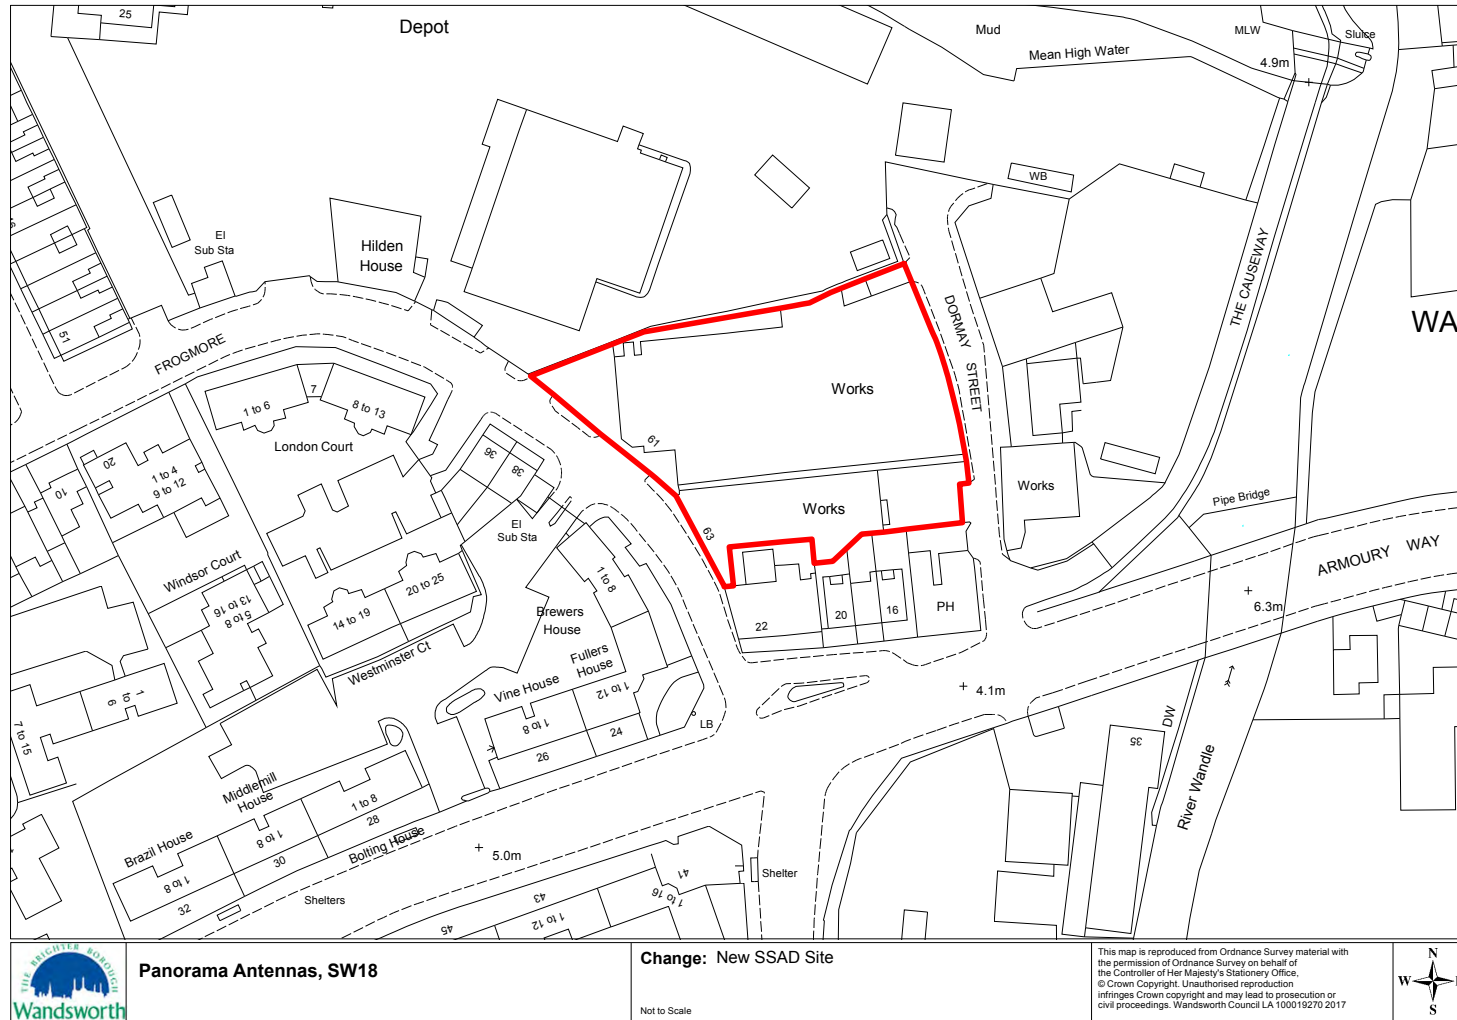 25
Depot
Mud
MLW
Sluice
Mean High Water
4.9m
WB
El
Sub Sta
Hilden
House
THE CAUSEWAY
DORMAY STREET
WA
51
FROGMORE
7
1 to 6
8 to 13
London Court
Works
61
36
38
20
1 to 4
9 to 12
10
El
Sub Sta
63
Works
Works
Pipe Bridge
ARMOURY WAY
Windsor Court
13 to 16
5 to 8
14 to 19
20 to 25
1 to 8
Brewers
House
22
20
16
PH
6.3m
Westminster Ct
Fullers
House
Vine House
1 to 12
1 to 8
4.1m
1 to 6
7 to 15
26
24
LB
DW
35
River Wandle
Middlemill
House
1 to 8
28
Brazil House
1 to 8
30
Bolting House
5.0m
1 to 8
32
Shelters
Shelter
41
1 to 16
43
1 to 12
45
THE BRIGHTER BOROUGH
Wandsworth
Panorama Antennas, SW18
Change: New SSAD Site
Not to Scale
This map is reproduced from Ordnance Survey material with
the permission of Ordnance Survey on behalf of
the Controller of Her Majesty's Stationery Office,
© Crown Copyright. Unauthorised reproduction
infringes Crown copyright and may lead to prosecution or
civil proceedings. Wandsworth Council LA 100019270 2017
N
W
S